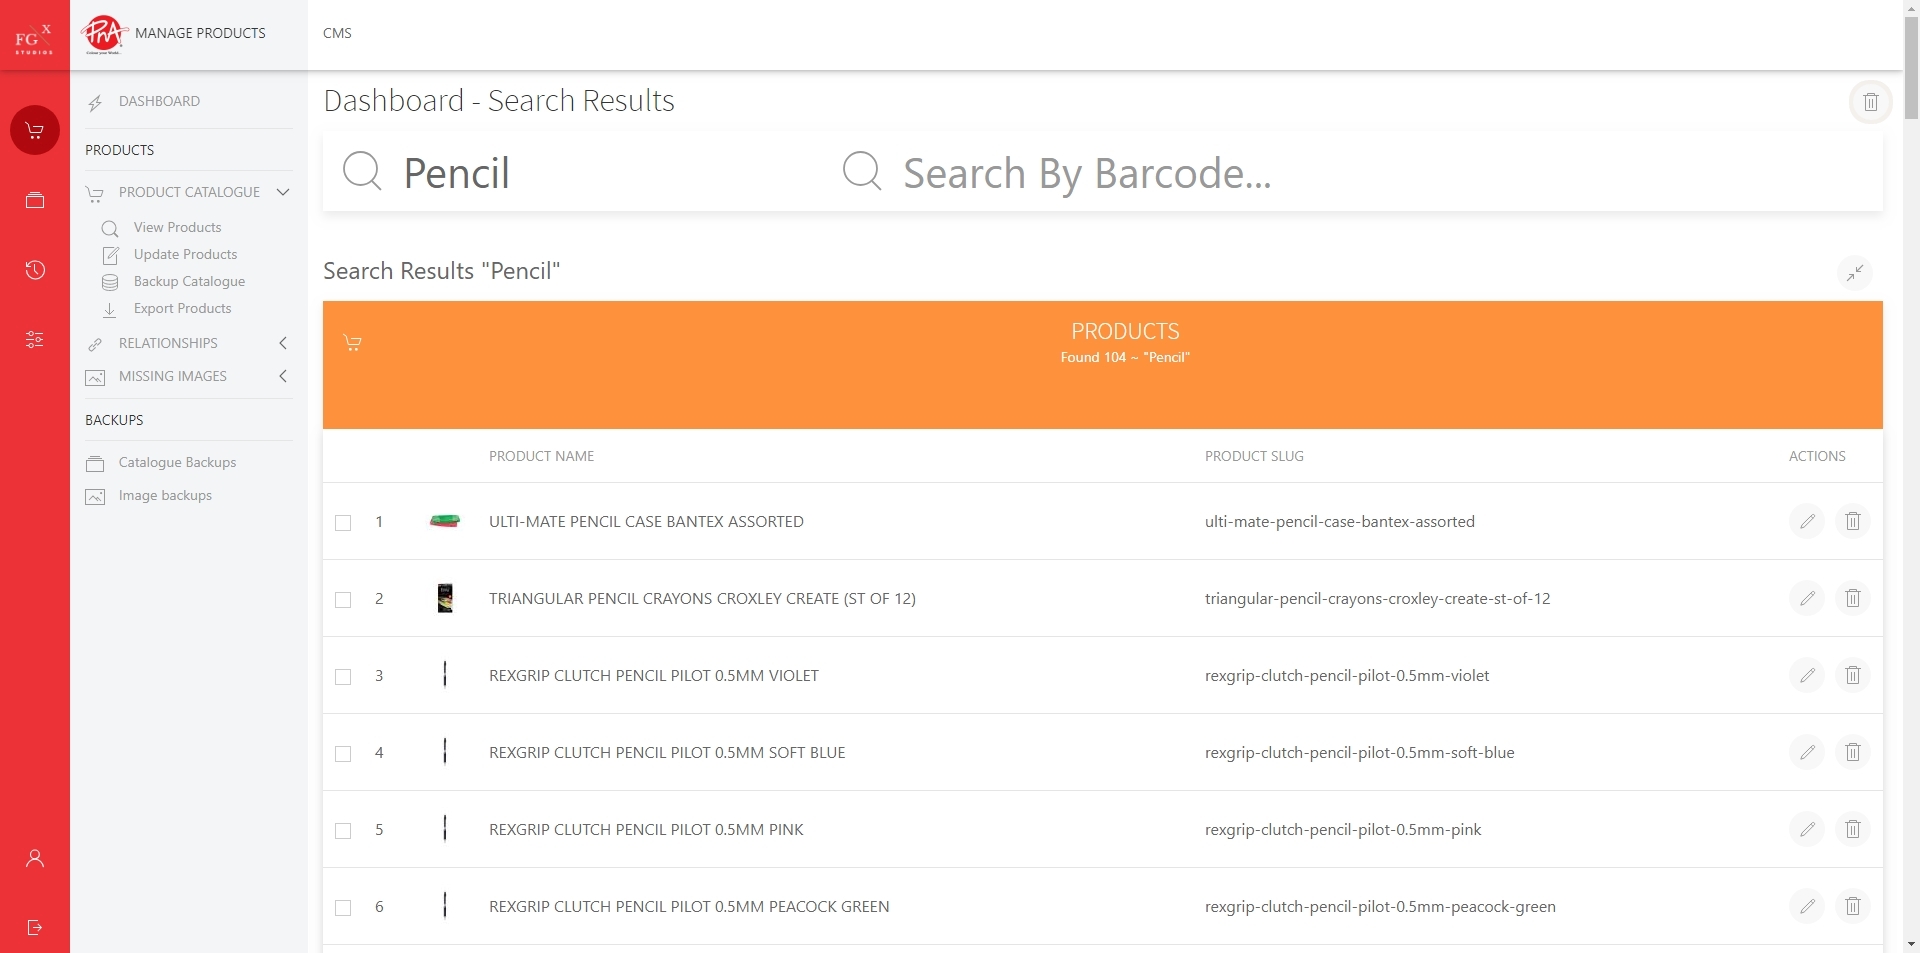 FGX
STUDIOS
PnA
MANAGE PRODUCTS
CMS
DASHBOARD
PRODUCTS
PRODUCT CATALOGUE
View Products
Update Products
Backup Catalogue
Export Products
RELATIONSHIPS
MISSING IMAGES
BACKUPS
Catalogue Backups
Image backups
Dashboard - Search Results
Pencil
Search By Barcode...
Search Results "Pencil"
PRODUCTS
Found 104 ~ "Pencil"
PRODUCT NAME PRODUCT SLUG ACTIONS
1 ULTI-MATE PENCIL CASE BANTEX ASSORTED ulti-mate-pencil-case-bantex-assorted
2 TRIANGULAR PENCIL CRAYONS CROXLEY CREATE (ST OF 12) triangular-pencil-crayons-croxley-create-st-of-12
3 REXGRIP CLUTCH PENCIL PILOT 0.5MM VIOLET rexgrip-clutch-pencil-pilot-0.5mm-violet
4 REXGRIP CLUTCH PENCIL PILOT 0.5MM SOFT BLUE rexgrip-clutch-pencil-pilot-0.5mm-soft-blue
5 REXGRIP CLUTCH PENCIL PILOT 0.5MM PINK rexgrip-clutch-pencil-pilot-0.5mm-pink
6 REXGRIP CLUTCH PENCIL PILOT 0.5MM PEACOCK GREEN rexgrip-clutch-pencil-pilot-0.5mm-peacock-green